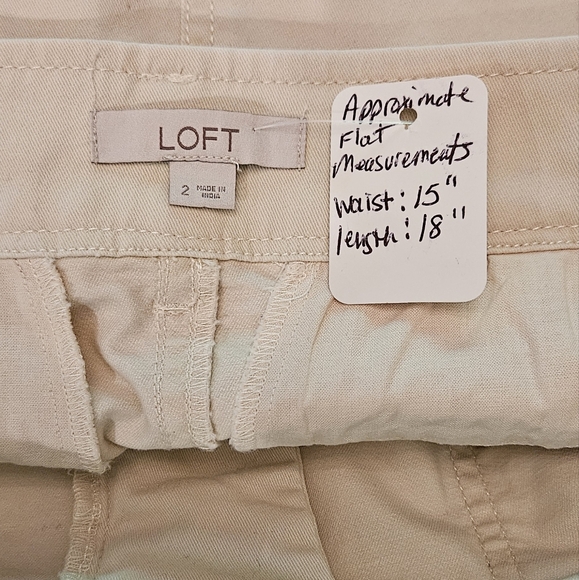 LOFT
2 MADE IN
INDIA
Approximate
Flat
Measurements
Waist: 15"
length: 18"